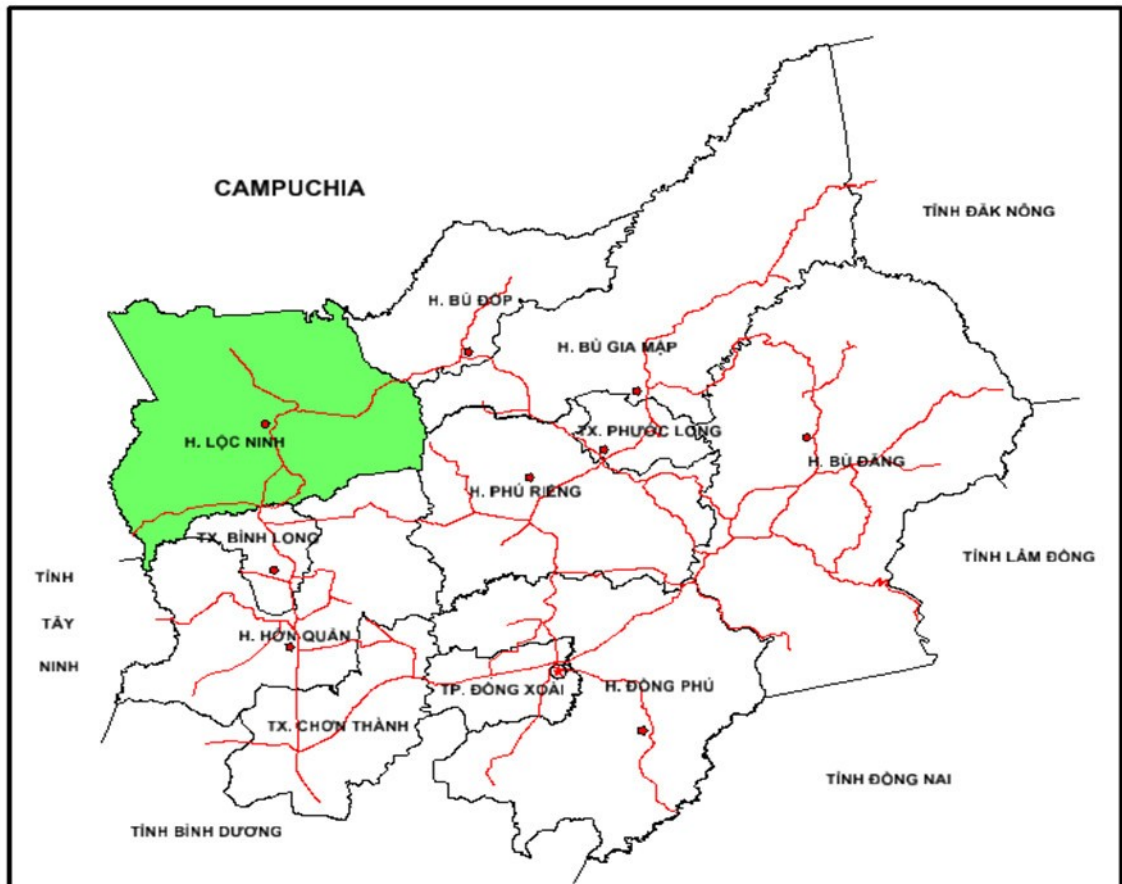 CAMPUCHIA
TỈNH ĐĂK NÔNG
H. BÙ ĐỐP
H. BÙ GIA MẬP
TX. PHƯỚC LONG
H. LỘC NINH
H. BÙ ĐĂNG
H. PHÚ RIỀNG
TX. BÌNH LONG
TỈNH LÂM ĐỒNG
TỈNH
TÂY
NINH
H. HỚN QUẢN
TP. ĐỒNG XOÀI
H. ĐỒNG PHÚ
TX. CHƠN THÀNH
TỈNH ĐỒNG NAI
TỈNH BÌNH DƯƠNG